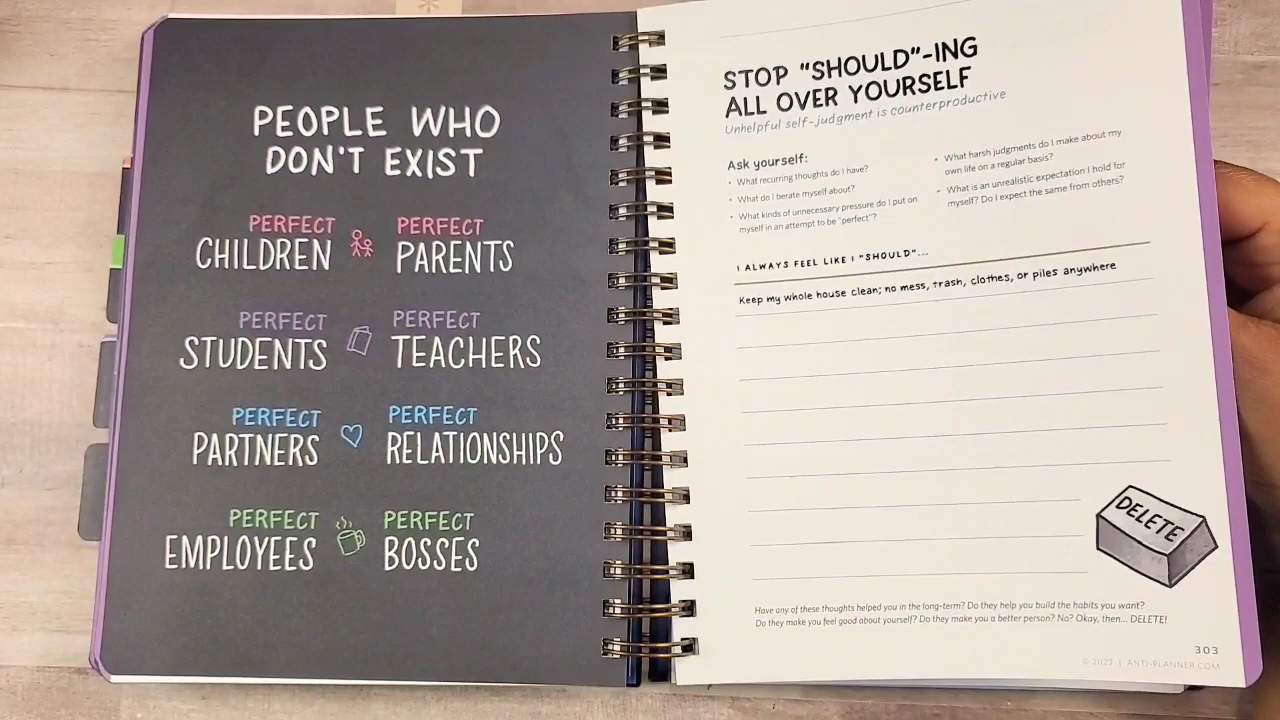 PEOPLE WHO
DON'T EXIST
PERFECT PERFECT
CHILDREN PARENTS
PERFECT PERFECT
STUDENTS TEACHERS
PERFECT PERFECT
PARTNERS RELATIONSHIPS
PERFECT PERFECT
EMPLOYEES BOSSES
STOP "SHOULD"-ING
ALL OVER YOURSELF
Unhelpful self-judgment is counterproductive
Ask yourself:
• What recurring thoughts do I have?
• What do I berate myself about?
• What kinds of unnecessary pressure do I put on
myself in an attempt to be "perfect"?
• What harsh judgments do I make about my
own life on a regular basis?
• What is an unrealistic expectation I hold for
myself? Do I expect the same from others?
I ALWAYS FEEL LIKE I "SHOULD"...
Keep my whole house clean; no mess, trash, clothes, or piles anywhere
DELETE
Have any of these thoughts helped you in the long-term? Do they help you build the habits you want?
Do they make you feel good about yourself? Do they make you a better person? No? Okay, then... DELETE!
303
© 2022 | ANTI-PLANNER.COM